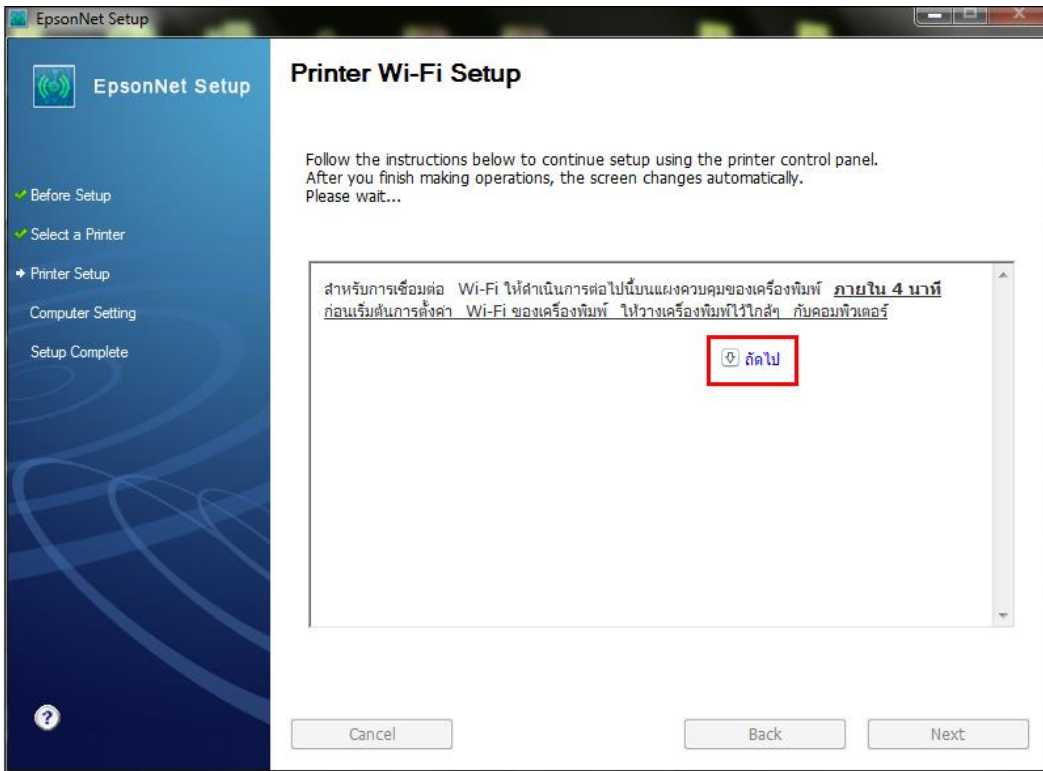 EpsonNet Setup
EpsonNet Setup
Printer Wi-Fi Setup
Follow the instructions below to continue setup using the printer control panel.
After you finish making operations, the screen changes automatically.
Please wait...
Before Setup
Select a Printer
Printer Setup
Computer Setting
Setup Complete
สำหรับการเชื่อมต่อ Wi-Fi ให้ดำเนินการต่อไปนี้บนแผงควบคุมของเครื่องพิมพ์ ภายใน 4 นาที
ก่อนเริ่มต้นการตั้งค่า Wi-Fi ของเครื่องพิมพ์ ให้วางเครื่องพิมพ์ไว้ใกล้ๆ กับคอมพิวเตอร์
ถัดไป
?
Cancel
Back
Next